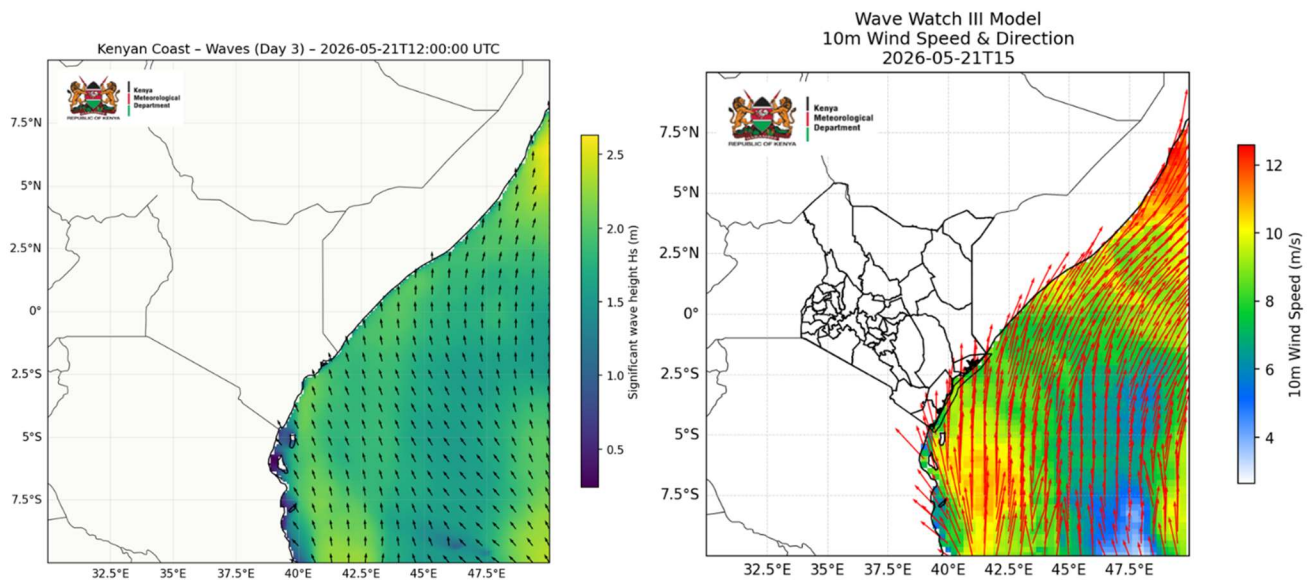 Kenyan Coast – Waves (Day 3) – 2026-05-21T12:00:00 UTC
Kenya
Meteorological
Department
REPUBLIC OF KENYA
7.5°N
5°N
2.5°N
0°
2.5°S
5°S
7.5°S
32.5°E 35°E 37.5°E 40°E 42.5°E 45°E 47.5°E
2.5
2.0
1.5
1.0
0.5
Significant wave height Hs (m)
Wave Watch III Model
10m Wind Speed & Direction
2026-05-21T15
Kenya
Meteorological
Department
REPUBLIC OF KENYA
7.5°N
5°N
2.5°N
0°
2.5°S
5°S
7.5°S
32.5°E 35°E 37.5°E 40°E 42.5°E 45°E 47.5°E
12
10
8
6
4
10m Wind Speed (m/s)